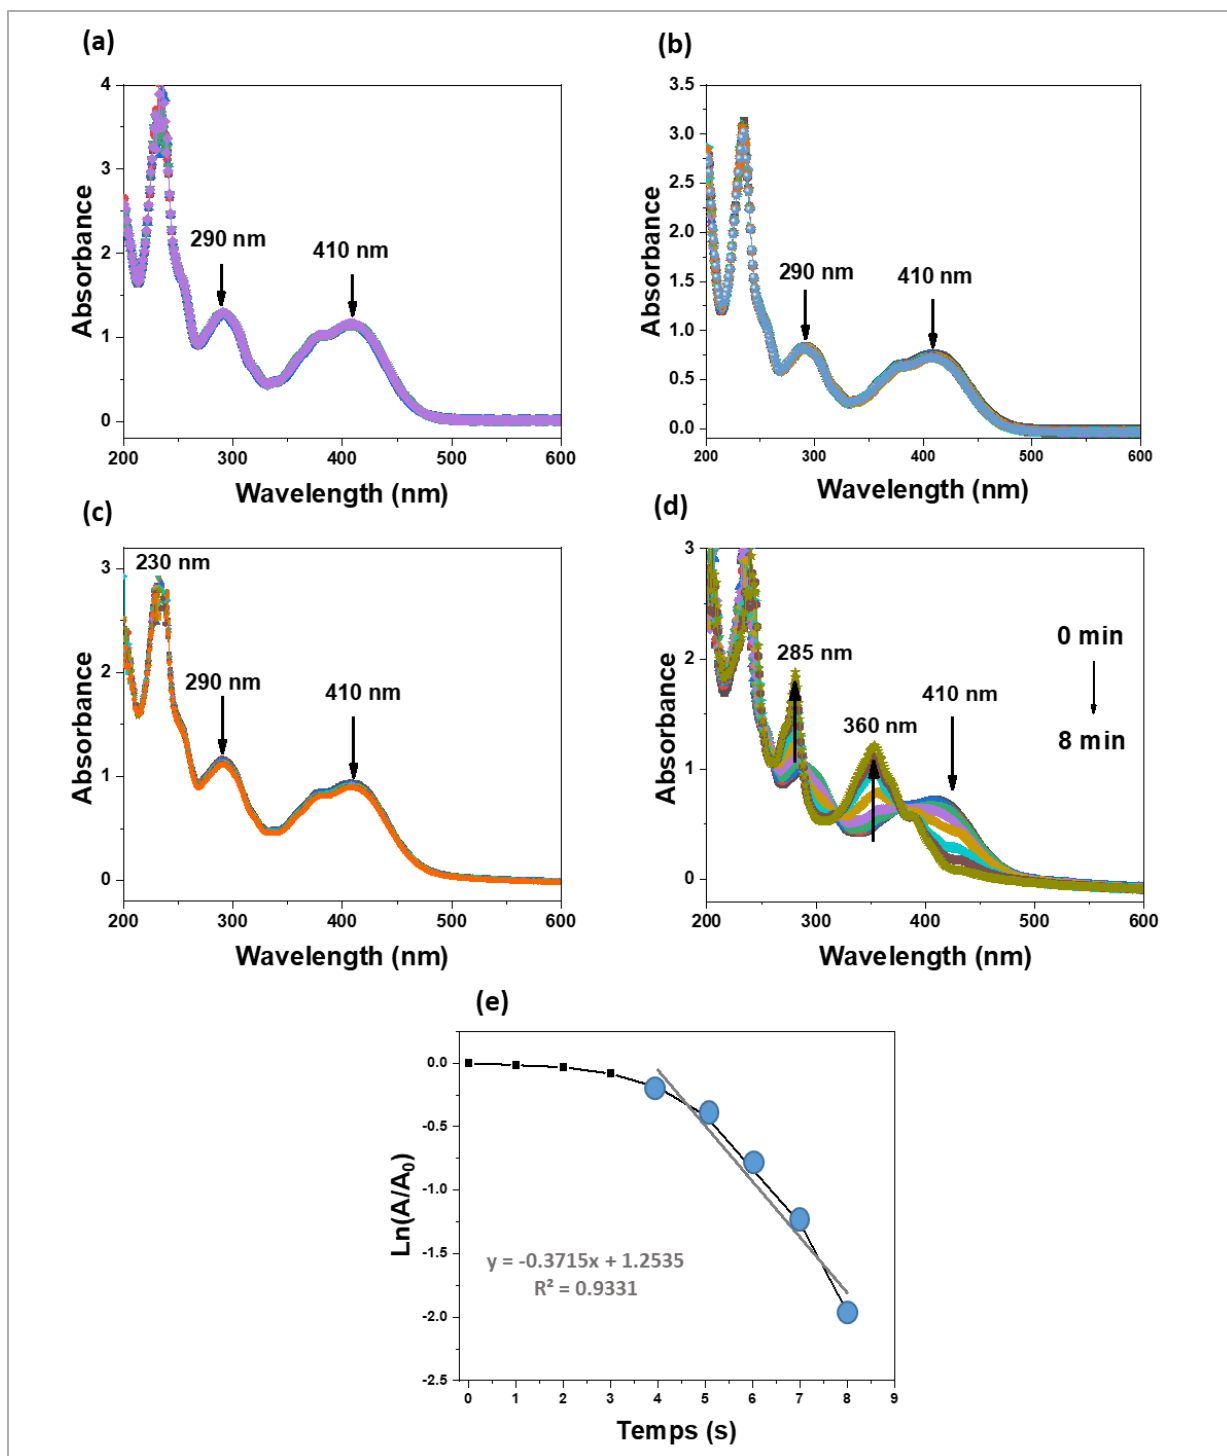 (a)
4
3
2
1
0
290 nm
410 nm
200
300
400
500
600
Absorbance
Wavelength (nm)
(b)
3.5
3.0
2.5
2.0
1.5
1.0
0.5
0.0
290 nm
410 nm
200
300
400
500
600
Absorbance
Wavelength (nm)
(c)
3
2
1
0
230 nm
290 nm
410 nm
200
300
400
500
600
Absorbance
Wavelength (nm)
(d)
3
2
1
0
285 nm
360 nm
410 nm
0 min
8 min
200
300
400
500
600
Absorbance
Wavelength (nm)
(e)
0.0
-0.5
-1.0
-1.5
-2.0
-2.5
Ln(A/A₀)
y = -0.3715x + 1.2535
R² = 0.9331
0 1 2 3 4 5 6 7 8 9
Temps (s)